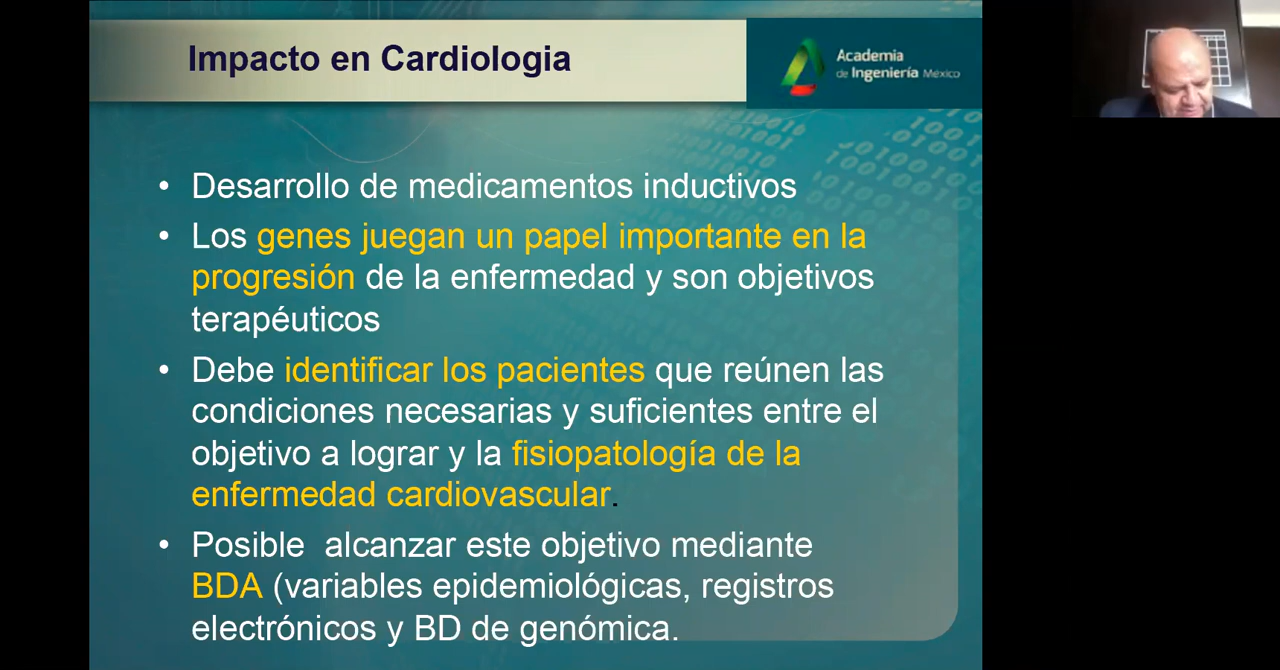 Impacto en Cardiologia
Academia
de Ingeniería México
• Desarrollo de medicamentos inductivos
• Los genes juegan un papel importante en la
progresión de la enfermedad y son objetivos
terapéuticos
• Debe identificar los pacientes que reúnen las
condiciones necesarias y suficientes entre el
objetivo a lograr y la fisiopatología de la
enfermedad cardiovascular.
• Posible alcanzar este objetivo mediante
BDA (variables epidemiológicas, registros
electrónicos y BD de genómica.